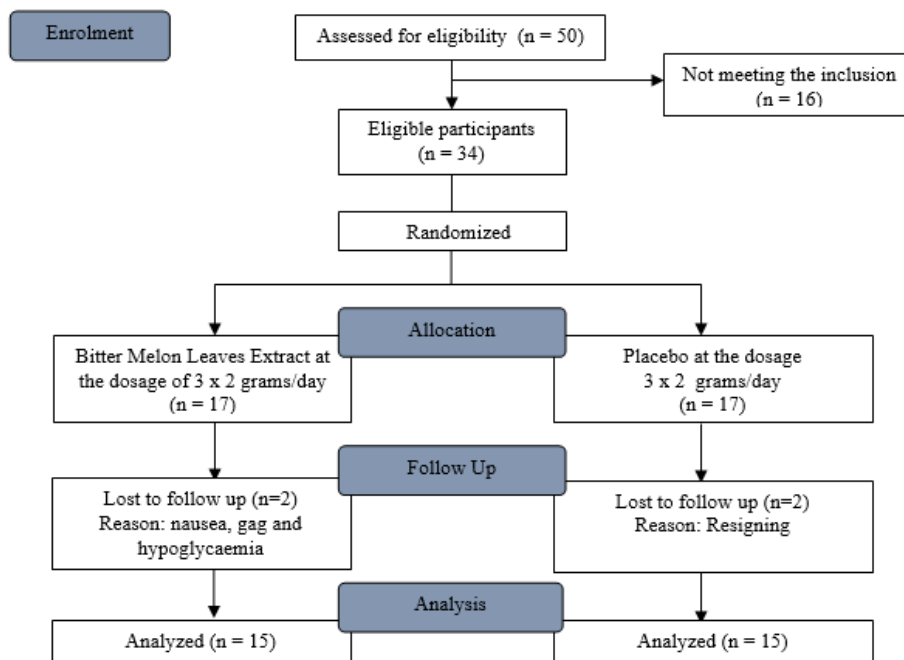 Enrolment
Assessed for eligibility (n = 50)
Not meeting the inclusion
(n = 16)
Eligible participants
(n = 34)
Randomized
Allocation
Bitter Melon Leaves Extract at
the dosage of 3 x 2 grams/day
(n = 17)
Placebo at the dosage
3 x 2 grams/day
(n = 17)
Follow Up
Lost to follow up (n=2)
Reason: nausea, gag and
hypoglycaemia
Lost to follow up (n=2)
Reason: Resigning
Analysis
Analyzed (n = 15)
Analyzed (n = 15)